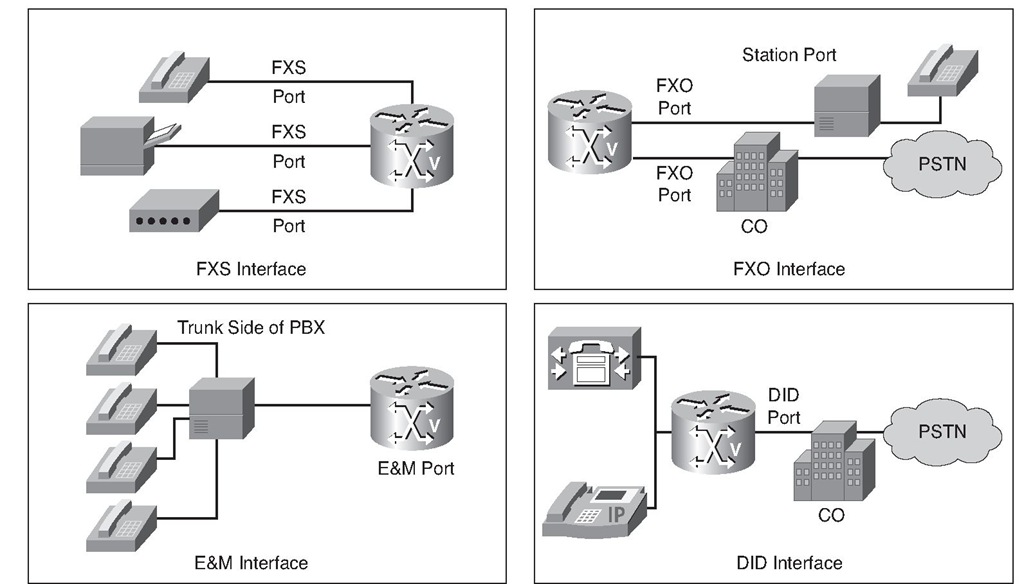 FXS
Port
FXS
Port
V
FXS
Port
FXS Interface
Station Port
FXO
Port
V
PSTN
FXO
Port
CO
FXO Interface
Trunk Side of PBX
V
E&M Port
E&M Interface
DID
Port
V
PSTN
IP
CO
DID Interface